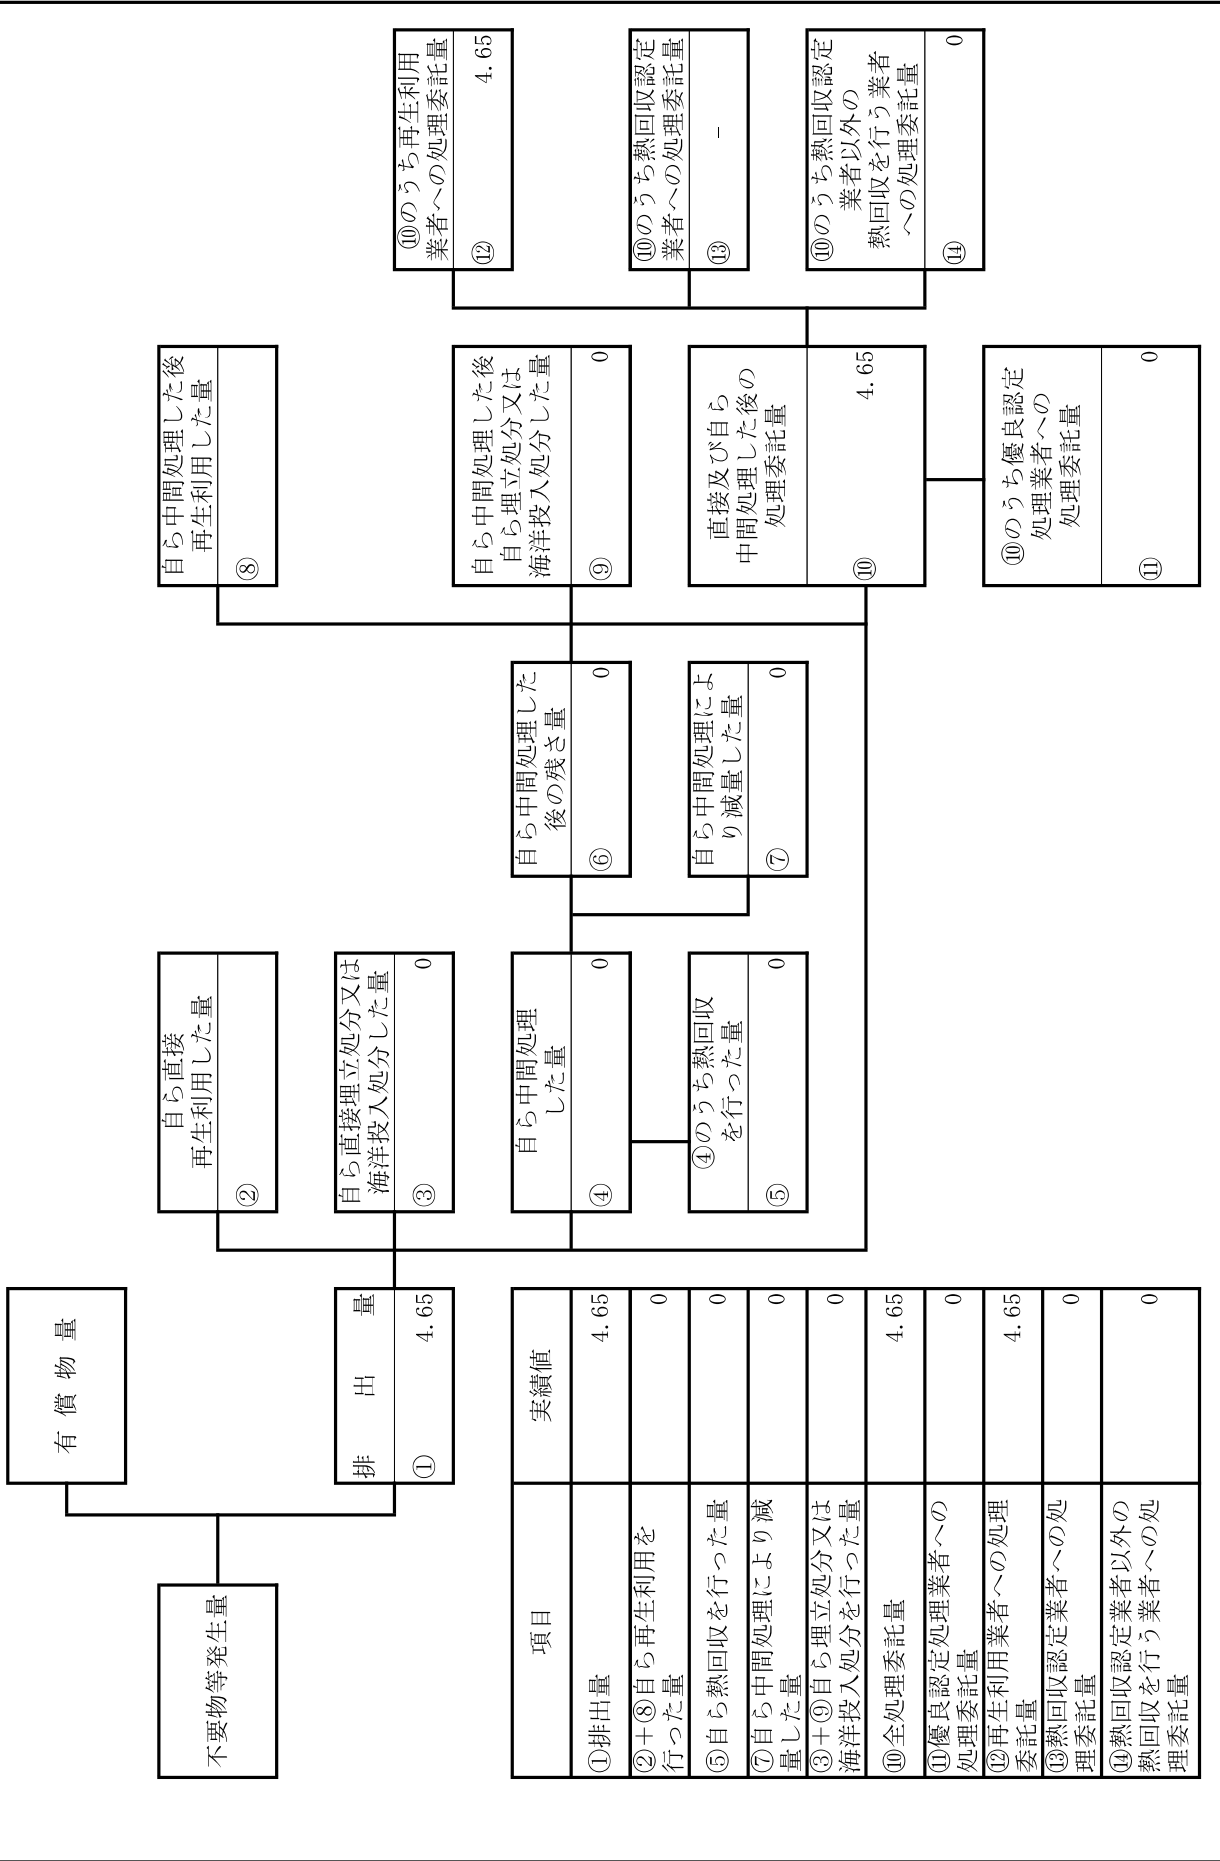 不要物等発生量
有 償 物 量
排 出 量
① 4.65
自ら直接
再生利用した量
②
自ら直接埋立処分又は
海洋投入処分した量
③ 0
自ら中間処理
した量
④ 0
④のうち熱回収
を行った量
⑤ 0
自ら中間処理した
後の残さ量
⑥ 0
自ら中間処理によ
り減量した量
⑦ 0
自ら中間処理した後
再生利用した量
⑧
自ら中間処理した後
自ら埋立処分又は
海洋投入処分した量
⑨ 0
直接及び自ら
中間処理した後の
処理委託量
⑩ 4.65
⑩のうち優良認定
処理業者への
処理委託量
⑪ 0
⑩のうち再生利用
業者への処理委託量
⑫ 4.65
⑩のうち熱回収認定
業者への処理委託量
⑬ －
⑩のうち熱回収認定
業者以外の
熱回収を行う業者
への処理委託量
⑭ 0
項目 実績値
①排出量 4.65
②＋⑧自ら再生利用を
行った量 0
⑤自ら熱回収を行った量 0
⑦自ら中間処理により減
量した量 0
③＋⑨自ら埋立処分又は
海洋投入処分を行った量 0
⑩全処理委託量 4.65
⑪優良認定処理業者への
処理委託量 0
⑫再生利用業者への処理
委託量 4.65
⑬熱回収認定業者への処
理委託量 0
⑭熱回収認定業者以外の
熱回収を行う業者への処
理委託量 0